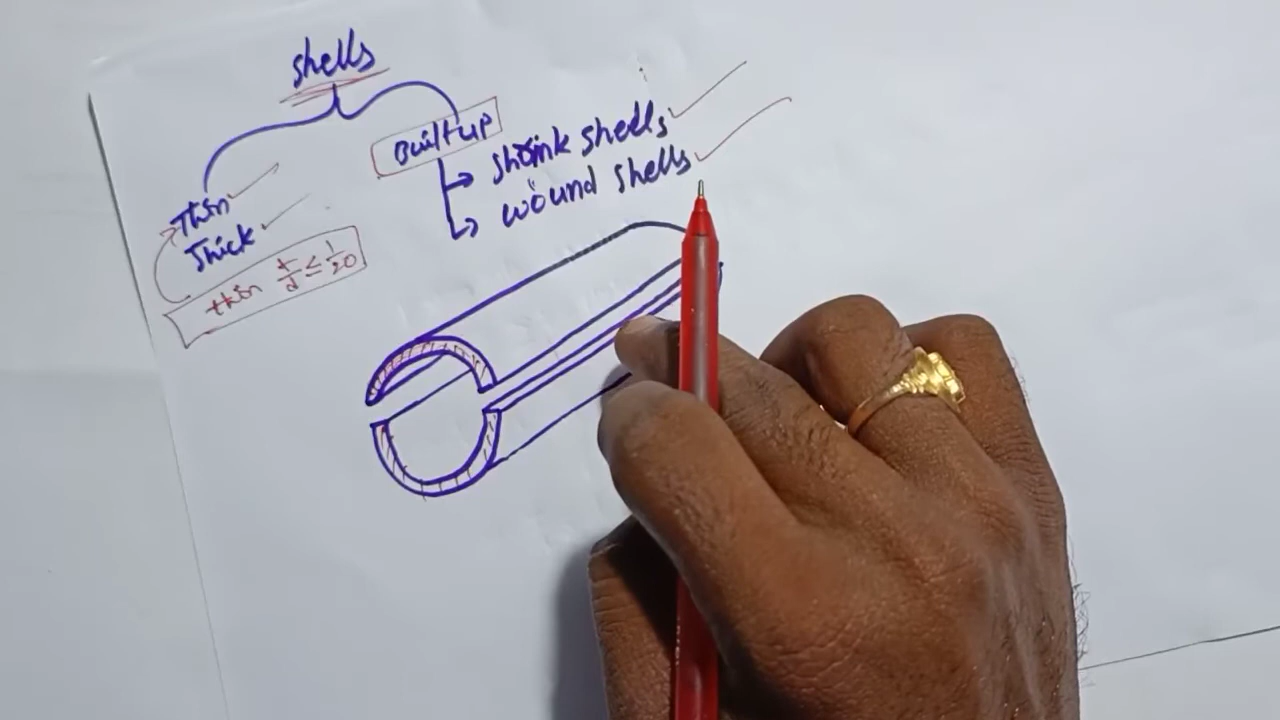 shells
Built up
→ shrink shells
→ wound shells
Thin
Thick
thin t/d ≤ 1/20